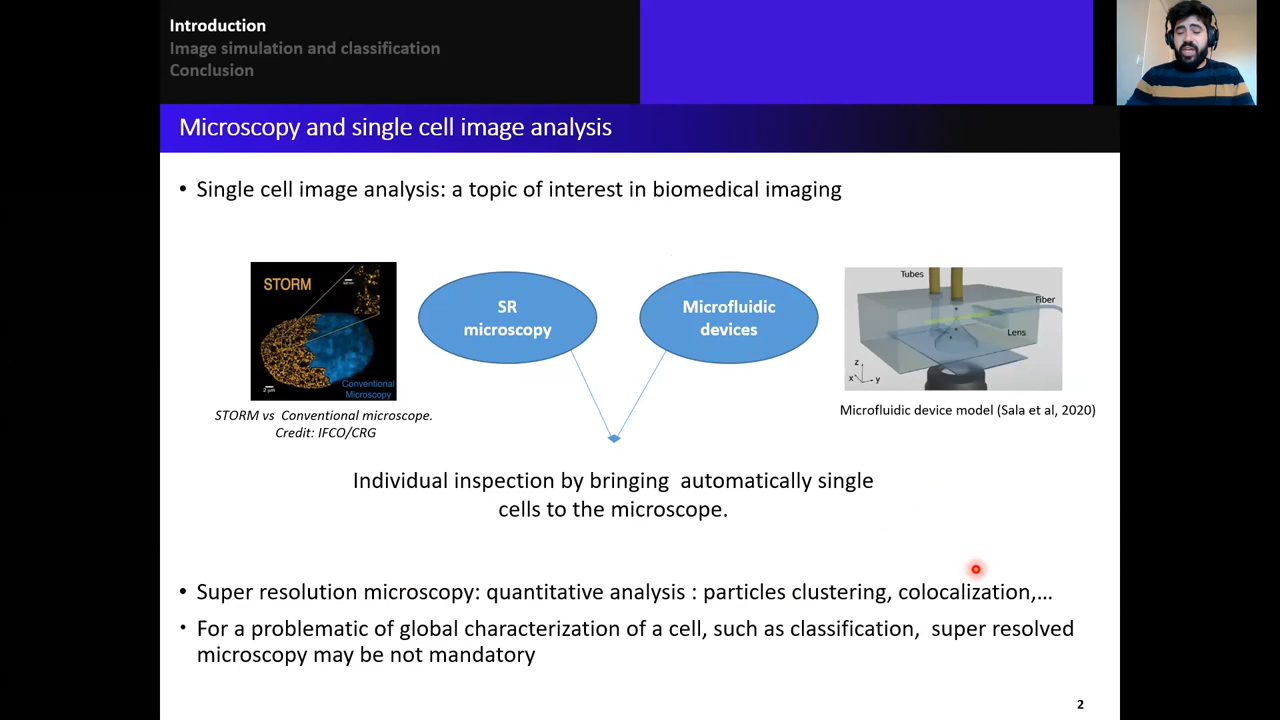 Introduction
Image simulation and classification
Conclusion
Microscopy and single cell image analysis
• Single cell image analysis: a topic of interest in biomedical imaging
STORM
2 μm
Conventional
Microscopy
STORM vs Conventional microscope.
Credit: IFCO/CRG
SR
microscopy
Microfluidic
devices
Tubes
Fiber
Lens
z
x
y
Microfluidic device model (Sala et al, 2020)
Individual inspection by bringing automatically single
cells to the microscope.
• Super resolution microscopy: quantitative analysis : particles clustering, colocalization,...
• For a problematic of global characterization of a cell, such as classification, super resolved
microscopy may be not mandatory
2